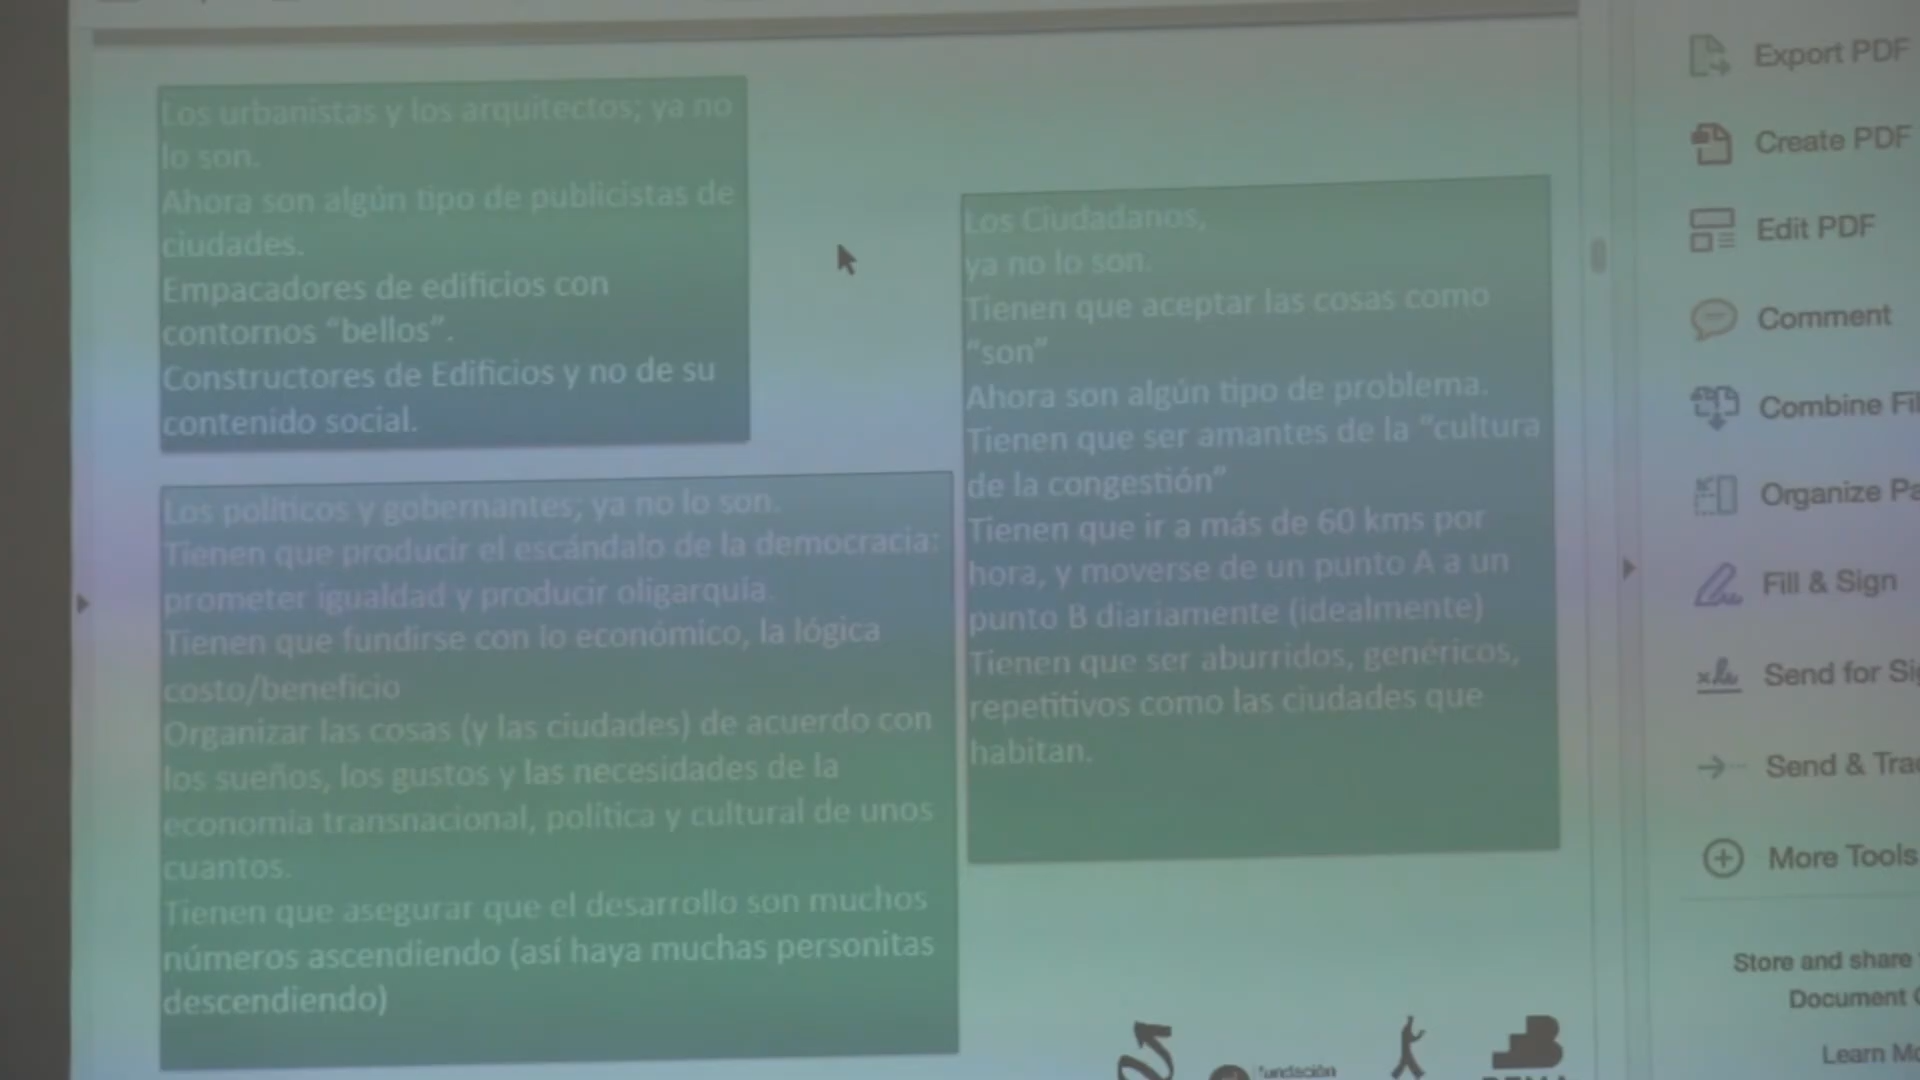 Los urbanistas y los arquitectos; ya no
lo son.
Ahora son algún tipo de publicistas de
ciudades.
Empacadores de edificios con
contornos “bellos”.
Constructores de Edificios y no de su
contenido social.
Los políticos y gobernantes; ya no lo son.
Tienen que producir el escándalo de la democracia:
prometer igualdad y producir oligarquía.
Tienen que fundirse con lo económico, la lógica
costo/beneficio
Organizar las cosas (y las ciudades) de acuerdo con
los sueños, los gustos y las necesidades de la
economía transnacional, política y cultural de unos
cuantos.
Tienen que asegurar que el desarrollo son muchos
números ascendiendo (así haya muchas personitas
descendiendo)
Los Ciudadanos,
ya no lo son.
Tienen que aceptar las cosas como
“son”
Ahora son algún tipo de problema.
Tienen que ser amantes de la “cultura
de la congestión”
Tienen que ir a más de 60 kms por
hora, y moverse de un punto A a un
punto B diariamente (idealmente)
Tienen que ser aburridos, genéricos,
repetitivos como las ciudades que
habitan.
fundación
Export PDF
Create PDF
Edit PDF
Comment
Combine Fil
Organize Pa
Fill & Sign
Send for Sig
Send & Trac
More Tools
Store and share
Document
Learn Mo